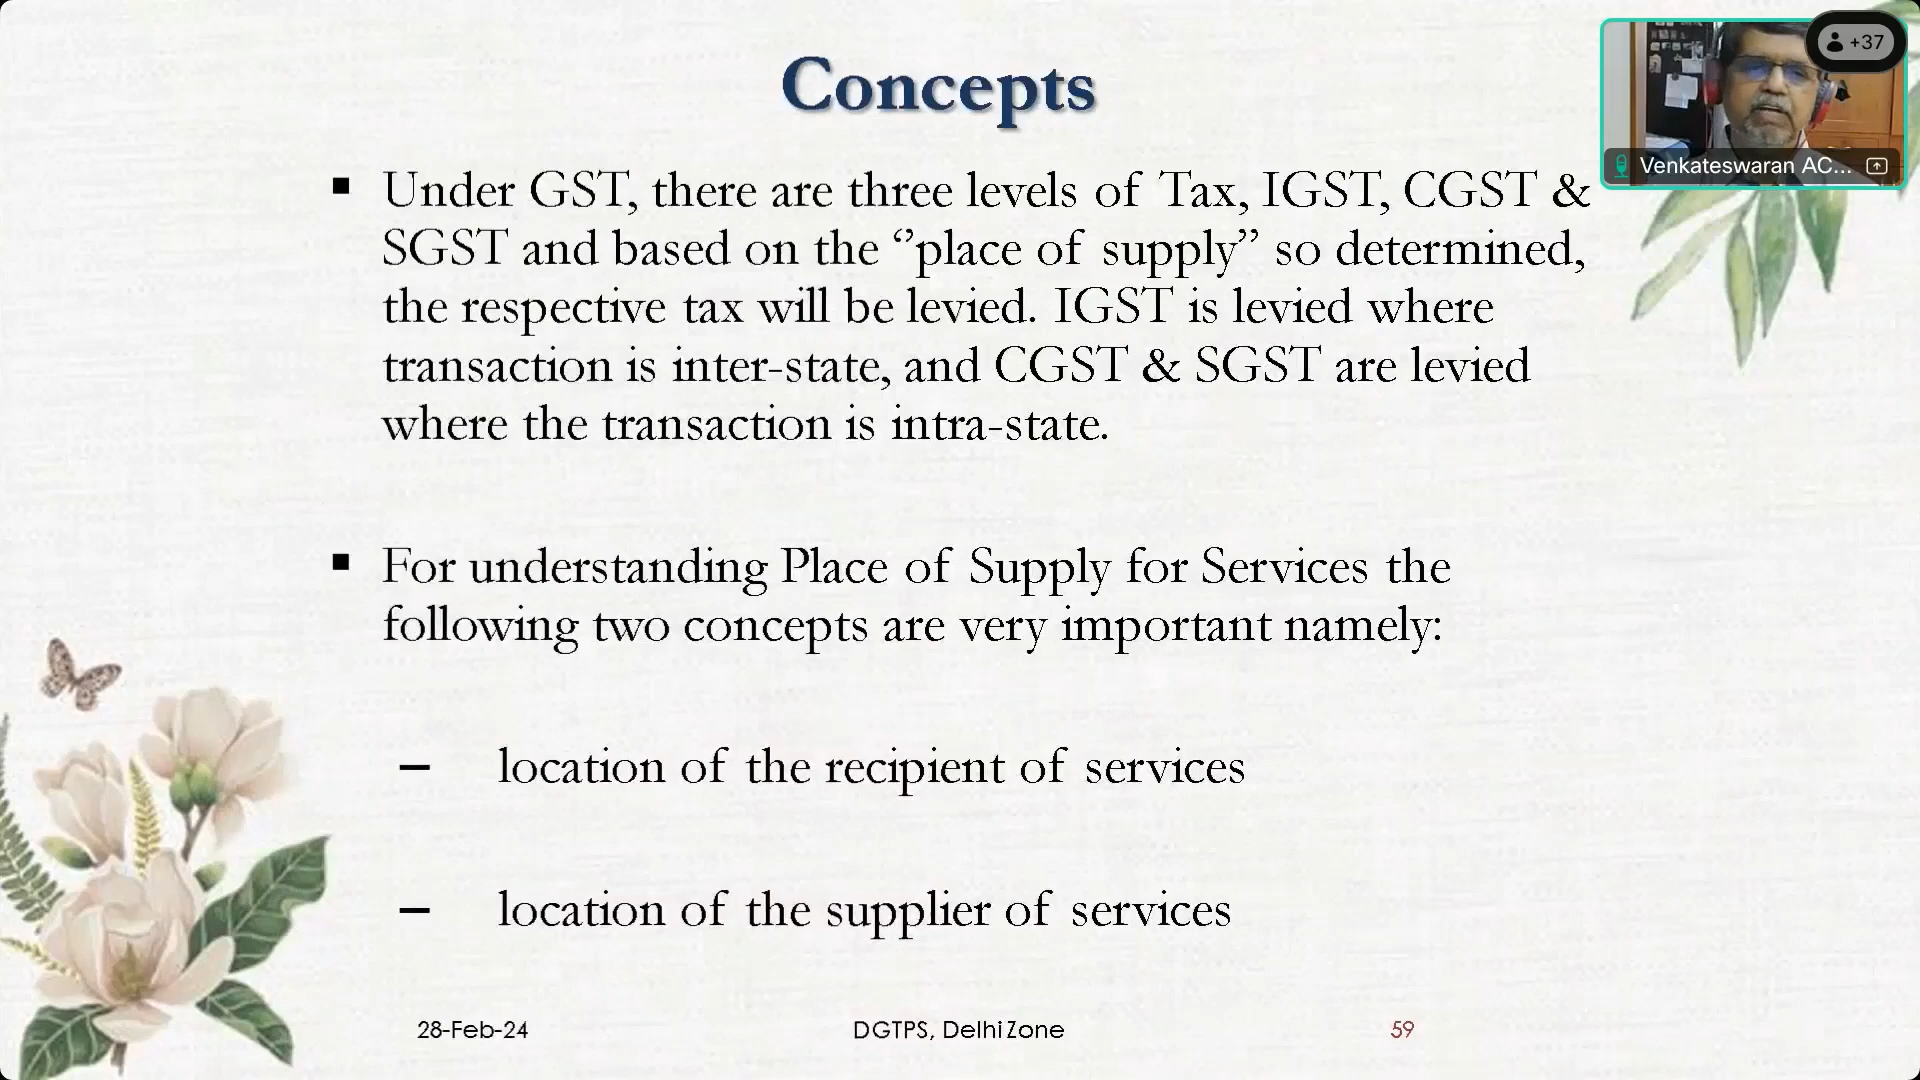 Concepts
+37
Venkateswaran AC...
▪ Under GST, there are three levels of Tax, IGST, CGST &
SGST and based on the “”place of supply” so determined,
the respective tax will be levied. IGST is levied where
transaction is inter-state, and CGST & SGST are levied
where the transaction is intra-state.
▪ For understanding Place of Supply for Services the
following two concepts are very important namely:
– location of the recipient of services
– location of the supplier of services
28-Feb-24
DGTPS, Delhi Zone
59